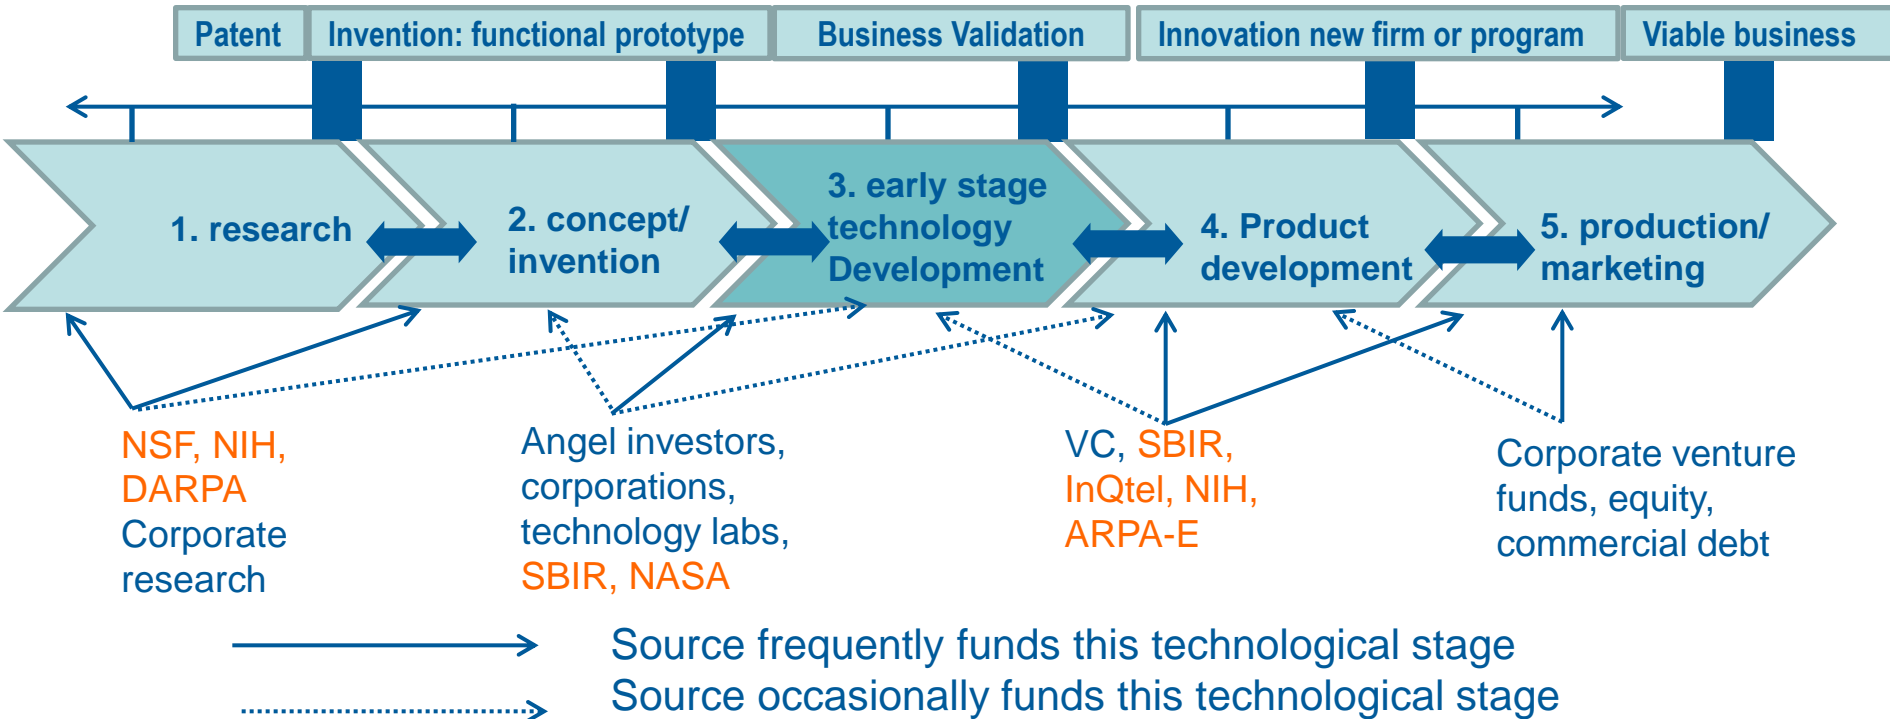 Patent
Invention: functional prototype
Business Validation
Innovation new firm or program
Viable business
1. research
2. concept/
invention
3. early stage
technology
Development
4. Product
development
5. production/
marketing
NSF, NIH,
DARPA
Corporate
research
Angel investors,
corporations,
technology labs,
SBIR, NASA
VC, SBIR,
InQtel, NIH,
ARPA-E
Corporate venture
funds, equity,
commercial debt
Source frequently funds this technological stage
Source occasionally funds this technological stage